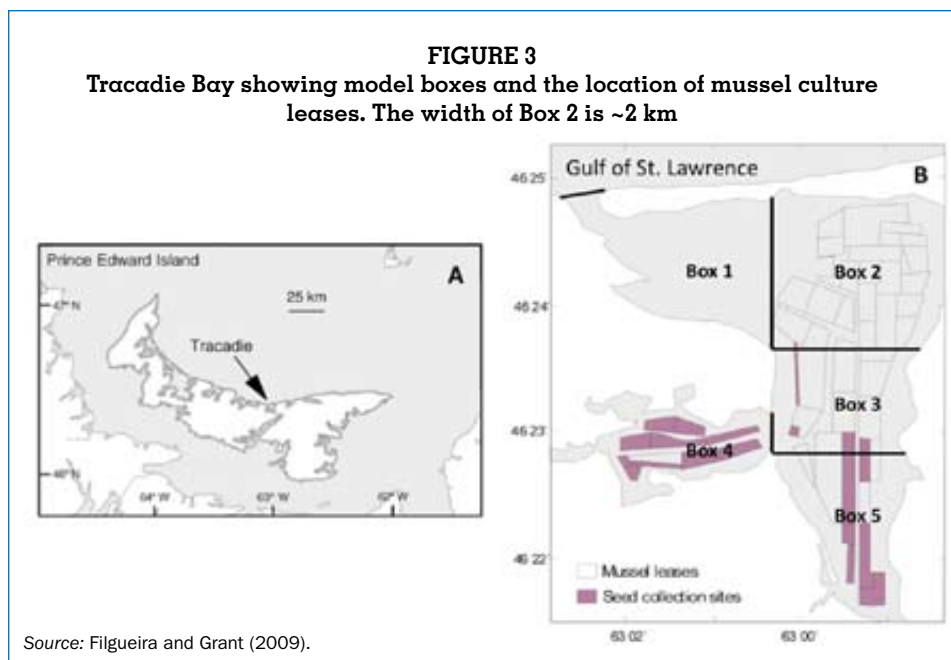 FIGURE 3
Tracadie Bay showing model boxes and the location of mussel culture
leases. The width of Box 2 is ~2 km
Prince Edward Island
A
47° N
25 km
Tracadie
46° N
64° W
63° W
62° W
Gulf of St. Lawrence
B
46 25'
Box 1
Box 2
46 24'
Box 3
46 23'
Box 4
Box 5
46 22'
Mussel leases
Seed collection sites
63 02'
63 00'
Source: Filgueira and Grant (2009).